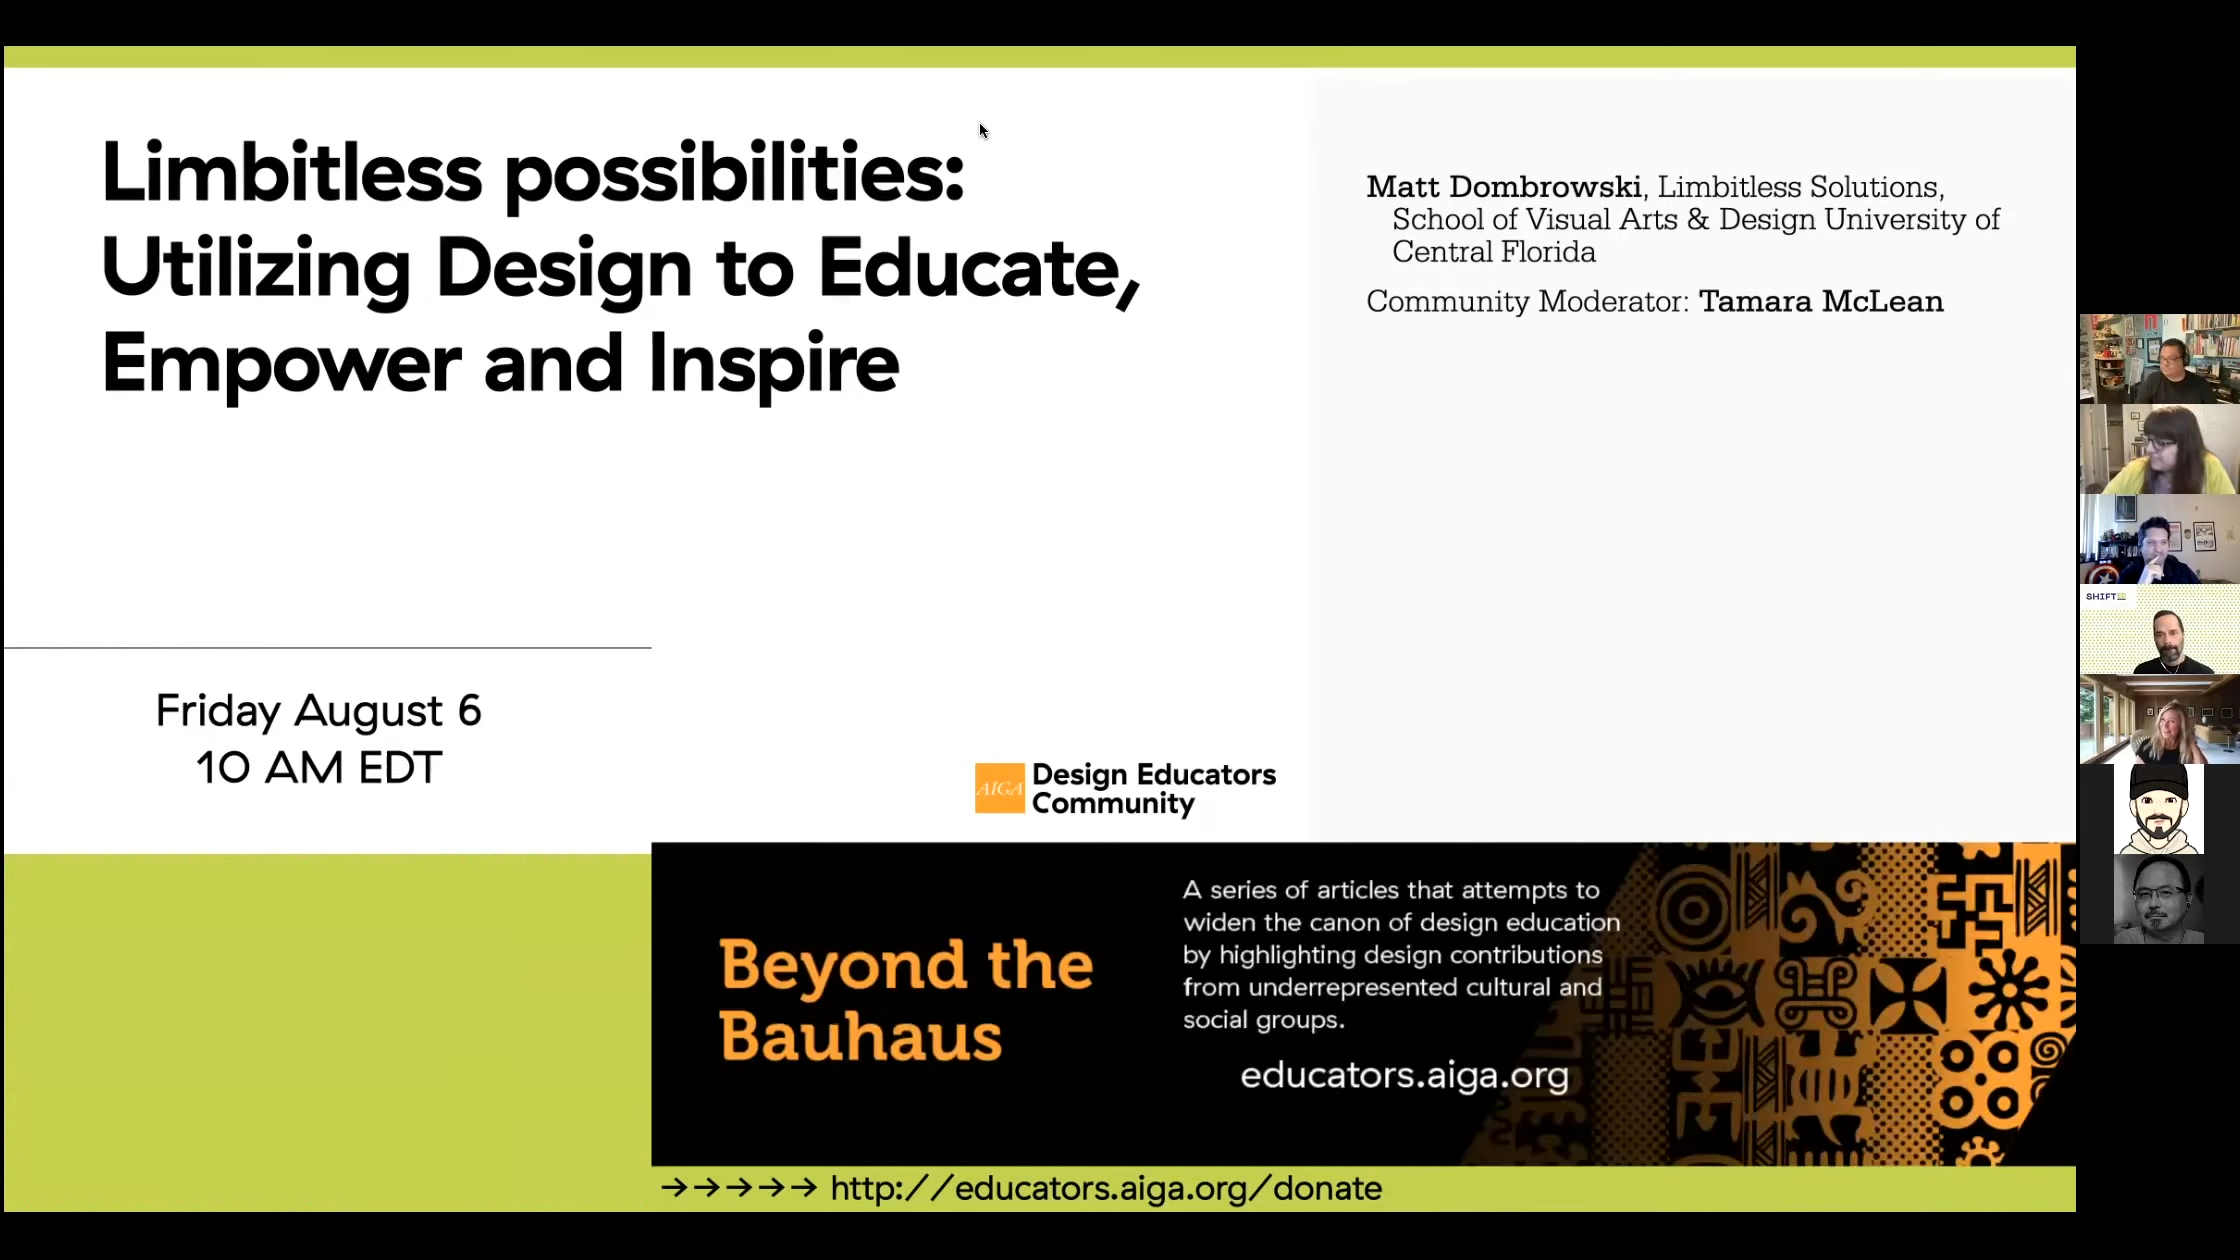 Limbitless possibilities:
Utilizing Design to Educate,
Empower and Inspire
Matt Dombrowski, Limbitless Solutions,
School of Visual Arts & Design University of
Central Florida
Community Moderator: Tamara McLean
SHIFT
Friday August 6
10 AM EDT
AIGA
Design Educators
Community
Beyond the
Bauhaus
A series of articles that attempts to
widen the canon of design education
by highlighting design contributions
from underrepresented cultural and
social groups.
educators.aiga.org
→→→→→ http://educators.aiga.org/donate